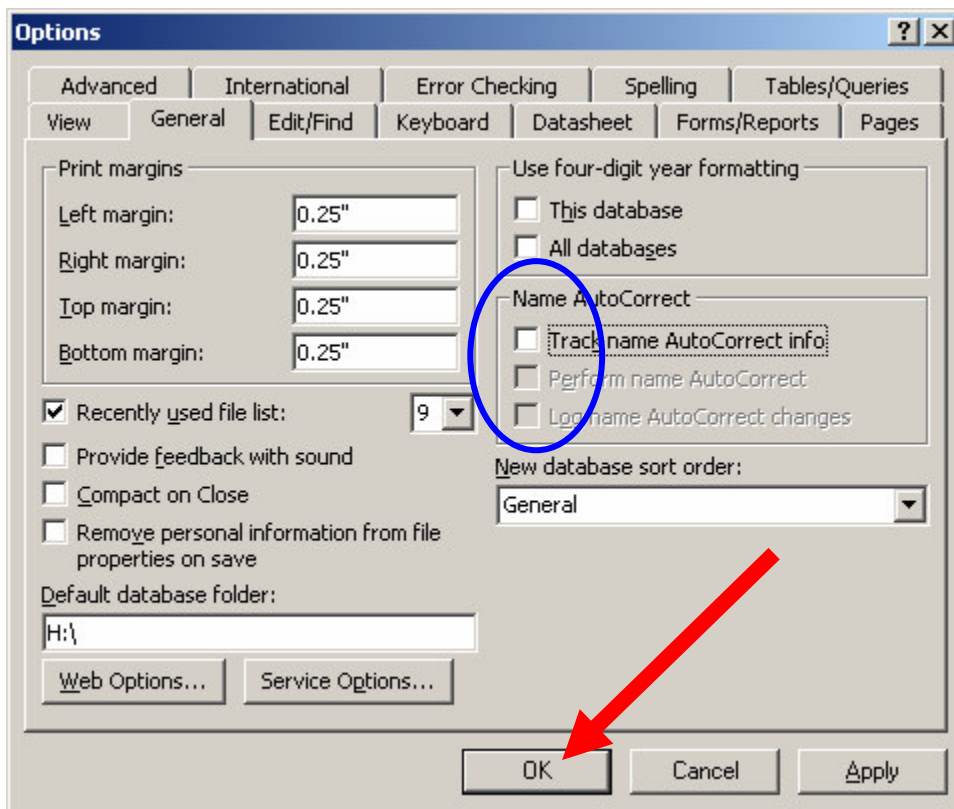 Options
Advanced International Error Checking Spelling Tables/Queries
View General Edit/Find Keyboard Datasheet Forms/Reports Pages
Print margins
Left margin: 0.25"
Right margin: 0.25"
Top margin: 0.25"
Bottom margin: 0.25"
Recently used file list: 9
Provide feedback with sound
Compact on Close
Remove personal information from file
properties on save
Default database folder:
H:\
Web Options... Service Options...
Use four-digit year formatting
This database
All databases
Name AutoCorrect
Track name AutoCorrect info
Perform name AutoCorrect
Log name AutoCorrect changes
New database sort order:
General
OK Cancel Apply